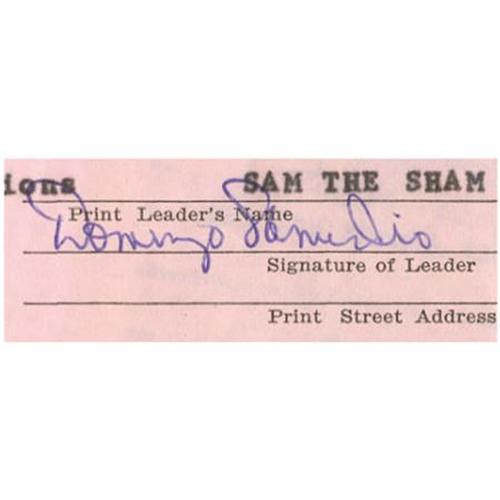 ions SAM THE SHAM
Print Leader's Name
Domingo Samudio
Signature of Leader
Print Street Address